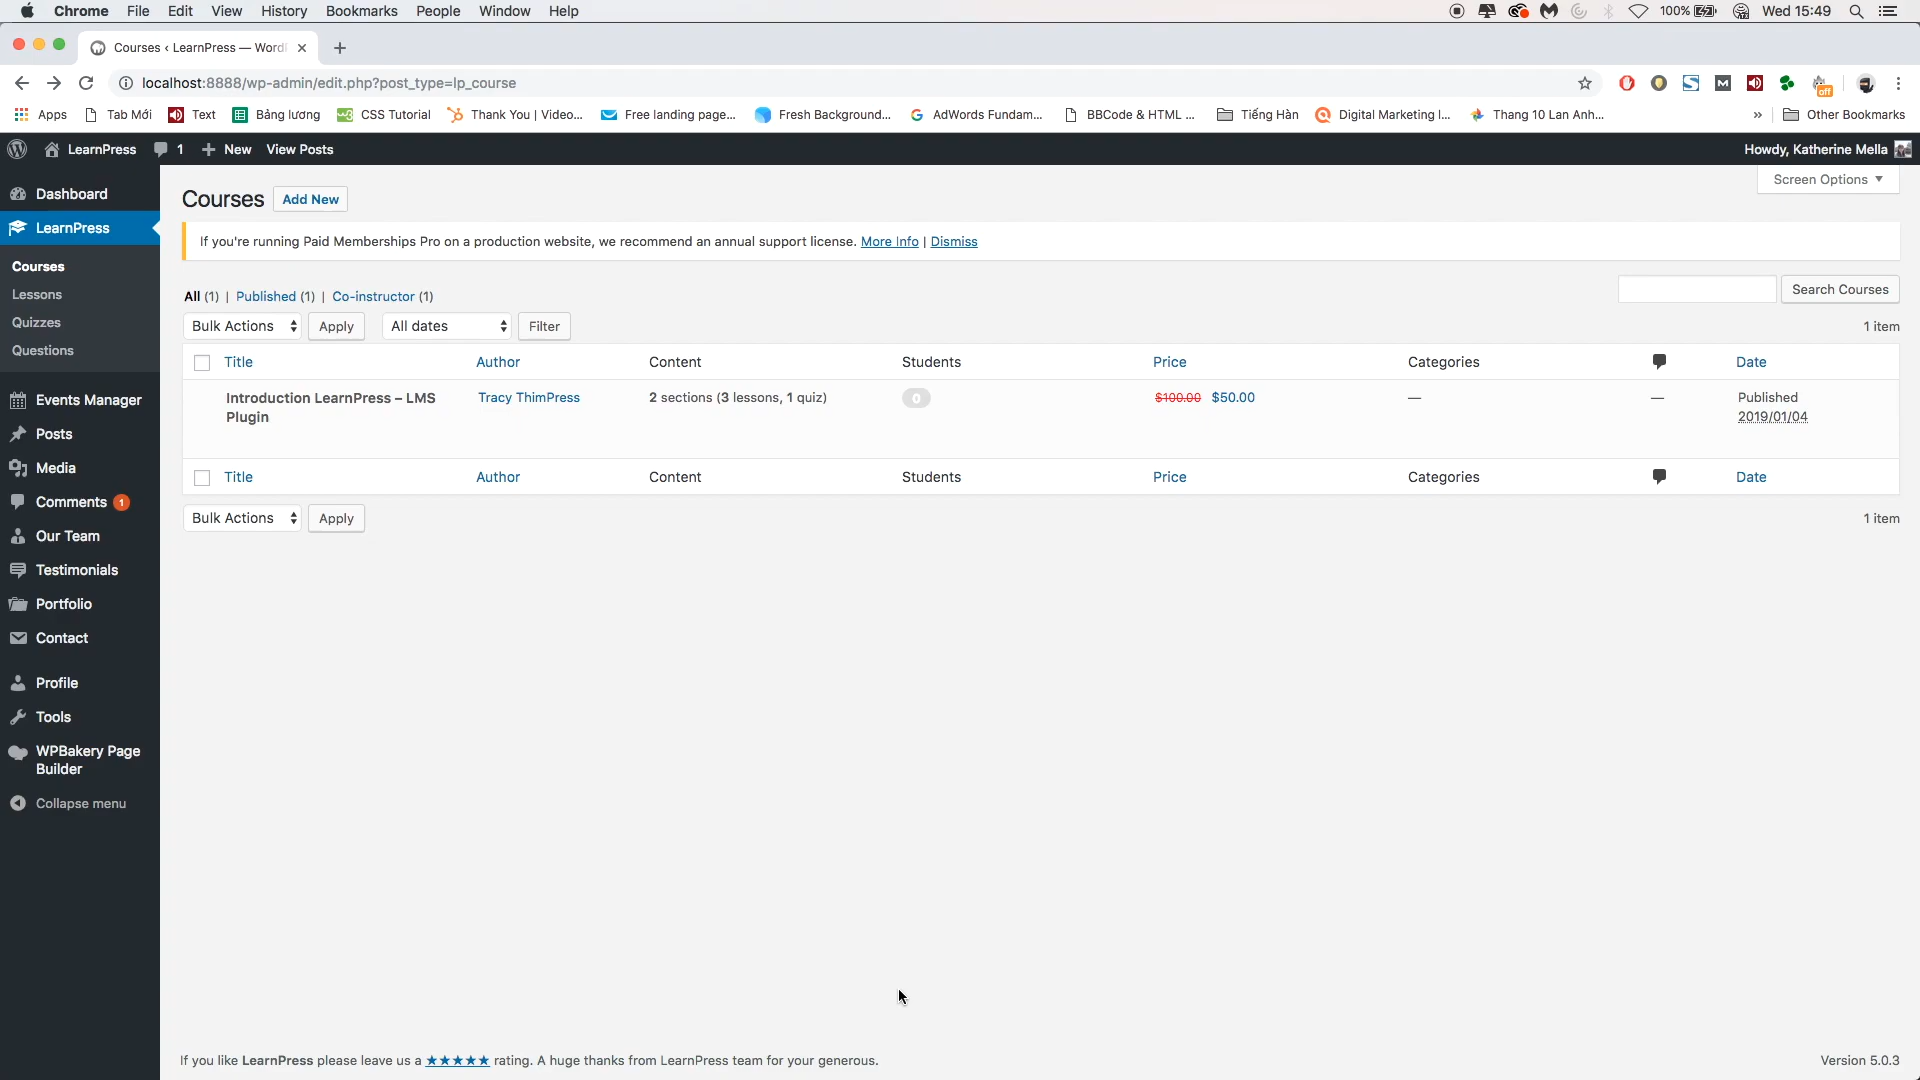 Chrome File Edit View History Bookmarks People Window Help 100% Wed 15:49
Courses ‹ LearnPress — Word
localhost:8888/wp-admin/edit.php?post_type=lp_course
off
Apps Tab Mới Text Bảng lương CSS Tutorial Thank You | Video... Free landing page... Fresh Background... AdWords Fundam... BBCode & HTML ... Tiếng Hàn Digital Marketing I... Thang 10 Lan Anh... » Other Bookmarks
LearnPress 1 New View Posts Howdy, Katherine Mella
Screen Options
Dashboard
LearnPress
Courses
Lessons
Quizzes
Questions
Events Manager
Posts
Media
Comments 1
Our Team
Testimonials
Portfolio
Contact
Profile
Tools
WPBakery Page
Builder
Collapse menu
Courses Add New
If you're running Paid Memberships Pro on a production website, we recommend an annual support license. More Info | Dismiss
All (1) | Published (1) | Co-instructor (1)
Search Courses
Bulk Actions Apply All dates Filter 1 item
Title Author Content Students Price Categories Date
Introduction LearnPress – LMS Tracy ThimPress 2 sections (3 lessons, 1 quiz) 0 $100.00 $50.00 — — Published
Plugin 2019/01/04
Title Author Content Students Price Categories Date
Bulk Actions Apply 1 item
If you like LearnPress please leave us a ★★★★★ rating. A huge thanks from LearnPress team for your generous. Version 5.0.3